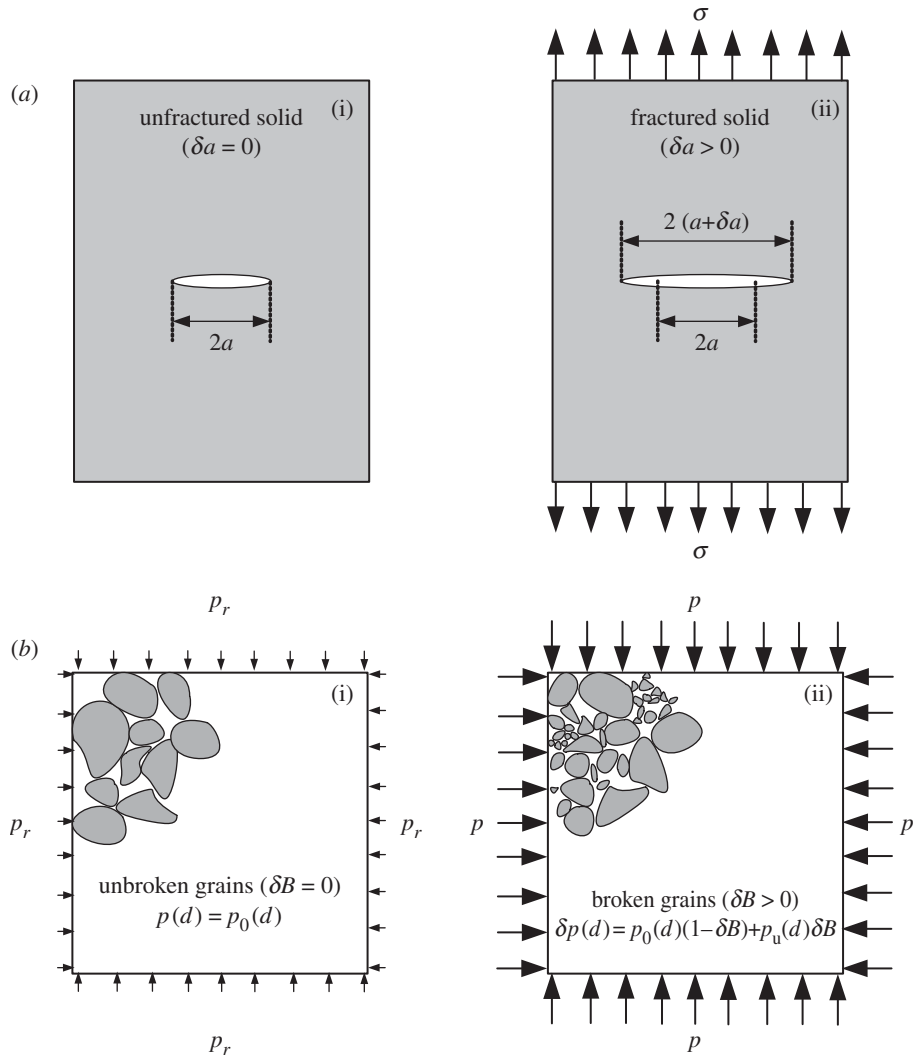 σ
(a)
(i)
unfractured solid
(δa = 0)
2a
(ii)
fractured solid
(δa > 0)
2 (a+δa)
2a
σ
p_r
(b)
(i)
p_r
p_r
unbroken grains (δB = 0)
p(d) = p_0(d)
p_r
p
(ii)
p
p
broken grains (δB > 0)
δp(d) = p_0(d)(1–δB)+p_u(d)δB
p